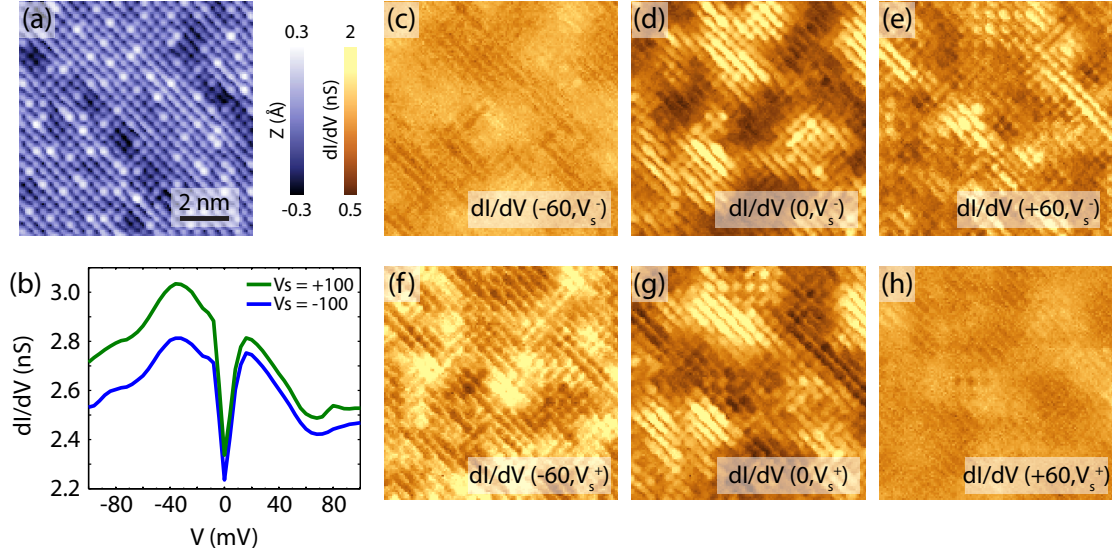 (a)
2 nm
0.3
Z (Å)
-0.3
2
dI/dV (nS)
0.5
(c)
dI/dV (-60,Vs-)
(d)
dI/dV (0,Vs-)
(e)
dI/dV (+60,Vs-)
(b)
Vs = +100
Vs = -100
dI/dV (nS)
3.0
2.8
2.6
2.4
2.2
-80
-40
0
40
80
V (mV)
(f)
dI/dV (-60,Vs+)
(g)
dI/dV (0,Vs+)
(h)
dI/dV (+60,Vs+)